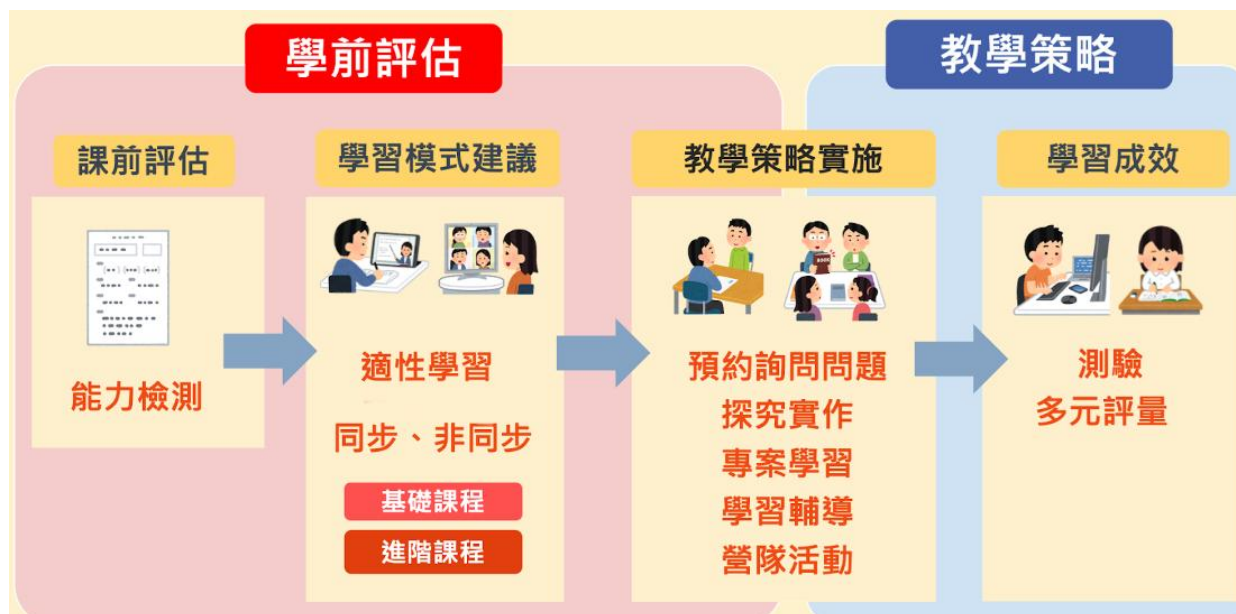 學前評估
教學策略
課前評估
學習模式建議
教學策略實施
學習成效
能力檢測
適性學習
同步、非同步
基礎課程
進階課程
預約詢問問題
探究實作
專案學習
學習輔導
營隊活動
測驗
多元評量